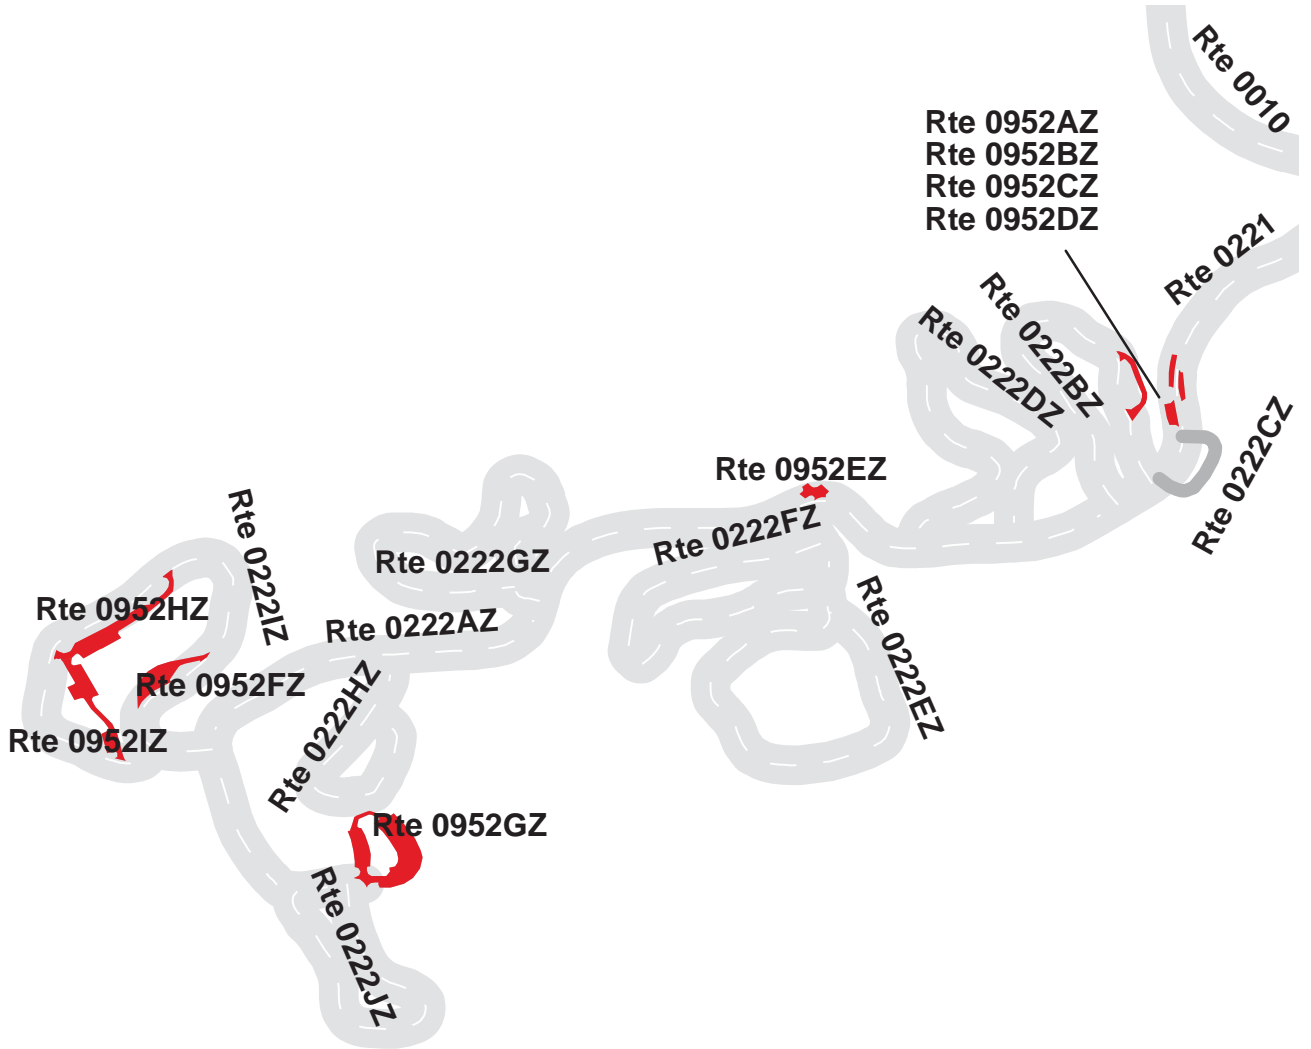 Rte 0010
Rte 0952AZ
Rte 0952BZ
Rte 0952CZ
Rte 0952DZ
Rte 0221
Rte 0222BZ
Rte 0222DZ
Rte 0222CZ
Rte 0952EZ
Rte 0222FZ
Rte 0222GZ
Rte 0222IZ
Rte 0952HZ
Rte 0222AZ
Rte 0222EZ
Rte 0952FZ
Rte 0222HZ
Rte 0952IZ
Rte 0952GZ
Rte 0222JZ